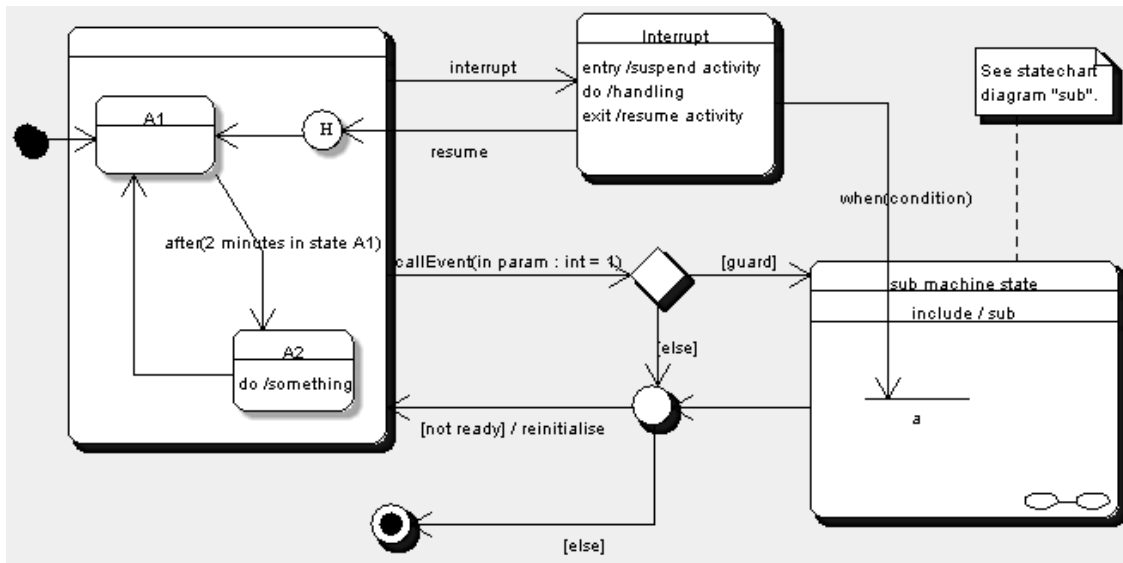 Interrupt
entry /suspend activity
do /handling
exit /resume activity
interrupt
See statechart
diagram "sub".
A1
H
resume
when(condition)
after(2 minutes in state A1)
callEvent(in param : int = 1)
[guard]
sub machine state
include / sub
A2
do /something
[else]
[not ready] / reinitialise
a
[else]